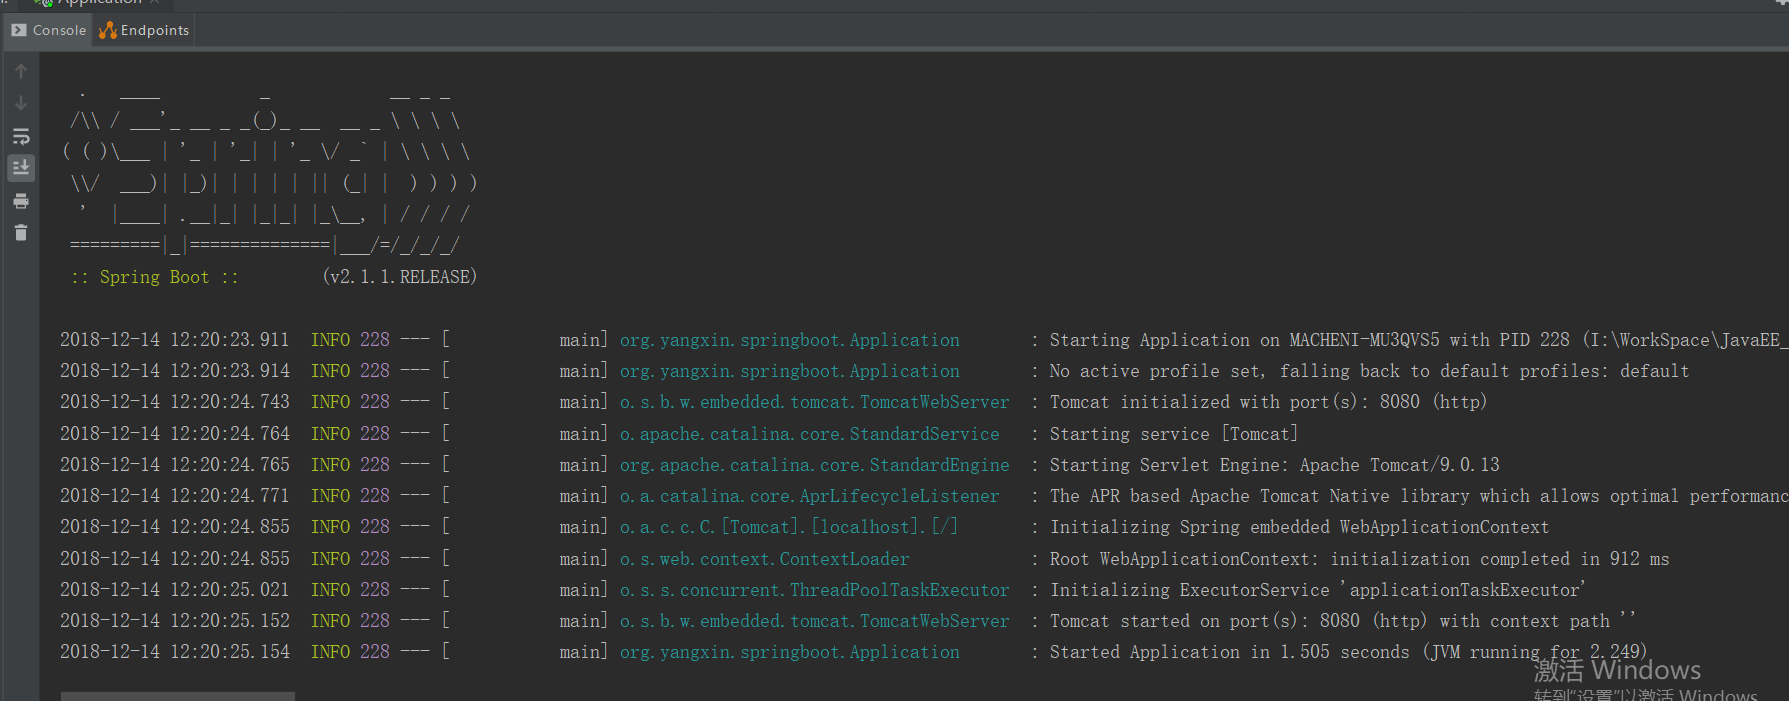 Application
Console Endpoints
  .   ____          _            __ _ _
 /\\ / ___'_ __ _ _(_)_ __  __ _ \ \ \ \
( ( )\___ | '_ | '_| | '_ \/ _` | \ \ \ \
 \\/  ___)| |_)| | | | | || (_| |  ) ) ) )
  '  |____| .__|_| |_|_| |_\__, | / / / /
 =========|_|==============|___/=/_/_/_/
 :: Spring Boot ::        (v2.1.1.RELEASE)
2018-12-14 12:20:23.911  INFO 228 --- [           main] org.yangxin.springboot.Application       : Starting Application on MACHENI-MU3QVS5 with PID 228 (I:\WorkSpace\JavaEE_
2018-12-14 12:20:23.914  INFO 228 --- [           main] org.yangxin.springboot.Application       : No active profile set, falling back to default profiles: default
2018-12-14 12:20:24.743  INFO 228 --- [           main] o.s.b.w.embedded.tomcat.TomcatWebServer  : Tomcat initialized with port(s): 8080 (http)
2018-12-14 12:20:24.764  INFO 228 --- [           main] o.apache.catalina.core.StandardService   : Starting service [Tomcat]
2018-12-14 12:20:24.765  INFO 228 --- [           main] org.apache.catalina.core.StandardEngine  : Starting Servlet Engine: Apache Tomcat/9.0.13
2018-12-14 12:20:24.771  INFO 228 --- [           main] o.a.catalina.core.AprLifecycleListener   : The APR based Apache Tomcat Native library which allows optimal performanc
2018-12-14 12:20:24.855  INFO 228 --- [           main] o.a.c.c.C.[Tomcat].[localhost].[/]       : Initializing Spring embedded WebApplicationContext
2018-12-14 12:20:24.855  INFO 228 --- [           main] o.s.web.context.ContextLoader            : Root WebApplicationContext: initialization completed in 912 ms
2018-12-14 12:20:25.021  INFO 228 --- [           main] o.s.s.concurrent.ThreadPoolTaskExecutor  : Initializing ExecutorService 'applicationTaskExecutor'
2018-12-14 12:20:25.152  INFO 228 --- [           main] o.s.b.w.embedded.tomcat.TomcatWebServer  : Tomcat started on port(s): 8080 (http) with context path ''
2018-12-14 12:20:25.154  INFO 228 --- [           main] org.yangxin.springboot.Application       : Started Application in 1.505 seconds (JVM running for 2.249)
激活 Windows
转到"设置"以激活 Windows。